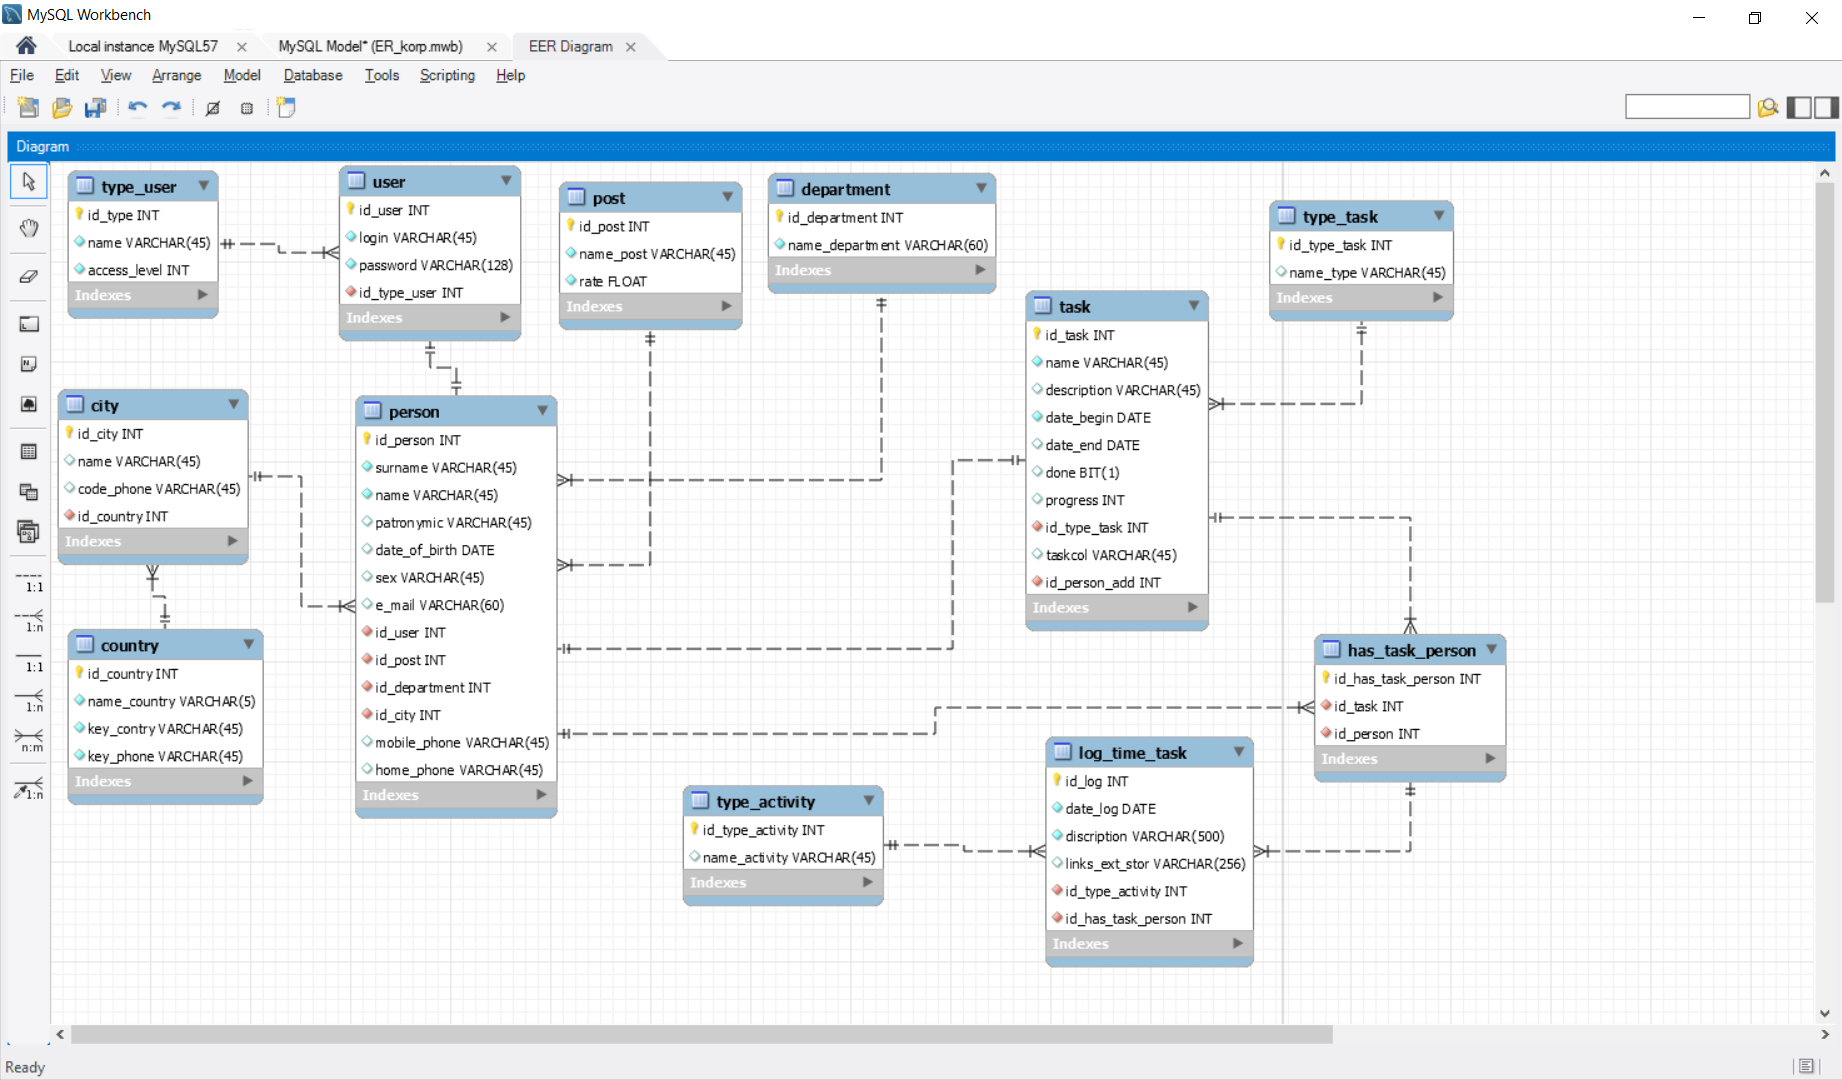 MySQL Workbench
Local instance MySQL57
MySQL Model* (ER_korp.mwb)
EER Diagram
File Edit View Arrange Model Database Tools Scripting Help
Diagram
type_user
id_type INT
name VARCHAR(45)
access_level INT
Indexes
user
id_user INT
login VARCHAR(45)
password VARCHAR(128)
id_type_user INT
Indexes
post
id_post INT
name_post VARCHAR(45)
rate FLOAT
Indexes
department
id_department INT
name_department VARCHAR(60)
Indexes
type_task
id_type_task INT
name_type VARCHAR(45)
Indexes
task
id_task INT
name VARCHAR(45)
description VARCHAR(45)
date_begin DATE
date_end DATE
done BIT(1)
progress INT
id_type_task INT
taskcol VARCHAR(45)
id_person_add INT
Indexes
city
id_city INT
name VARCHAR(45)
code_phone VARCHAR(45)
id_country INT
Indexes
person
id_person INT
surname VARCHAR(45)
name VARCHAR(45)
patronymic VARCHAR(45)
date_of_birth DATE
sex VARCHAR(45)
e_mail VARCHAR(60)
id_user INT
id_post INT
id_department INT
id_city INT
mobile_phone VARCHAR(45)
home_phone VARCHAR(45)
Indexes
country
id_country INT
name_country VARCHAR(5)
key_contry VARCHAR(45)
key_phone VARCHAR(45)
Indexes
has_task_person
id_has_task_person INT
id_task INT
id_person INT
Indexes
type_activity
id_type_activity INT
name_activity VARCHAR(45)
Indexes
log_time_task
id_log INT
date_log DATE
discription VARCHAR(500)
links_ext_stor VARCHAR(256)
id_type_activity INT
id_has_task_person INT
Indexes
1:1
1:n
1:1
1:n
n:m
1:n
Ready